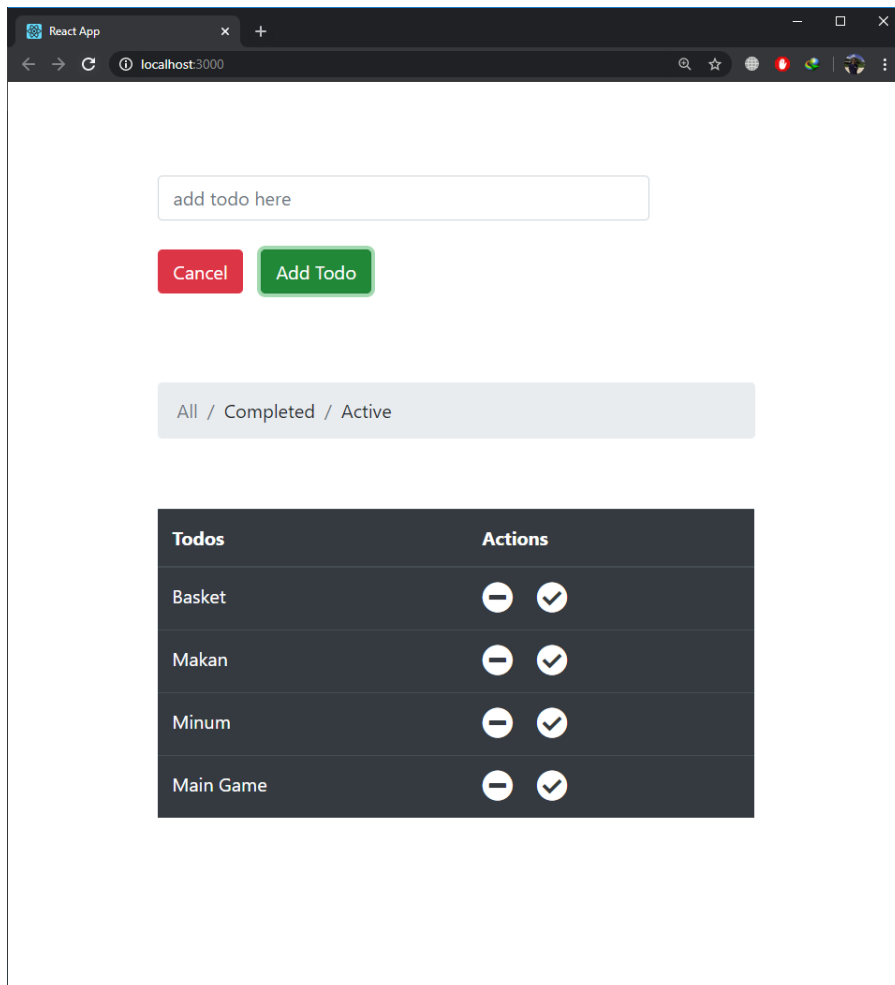 React App
localhost:3000
add todo here
Cancel Add Todo
All / Completed / Active
Todos Actions
Basket
Makan
Minum
Main Game